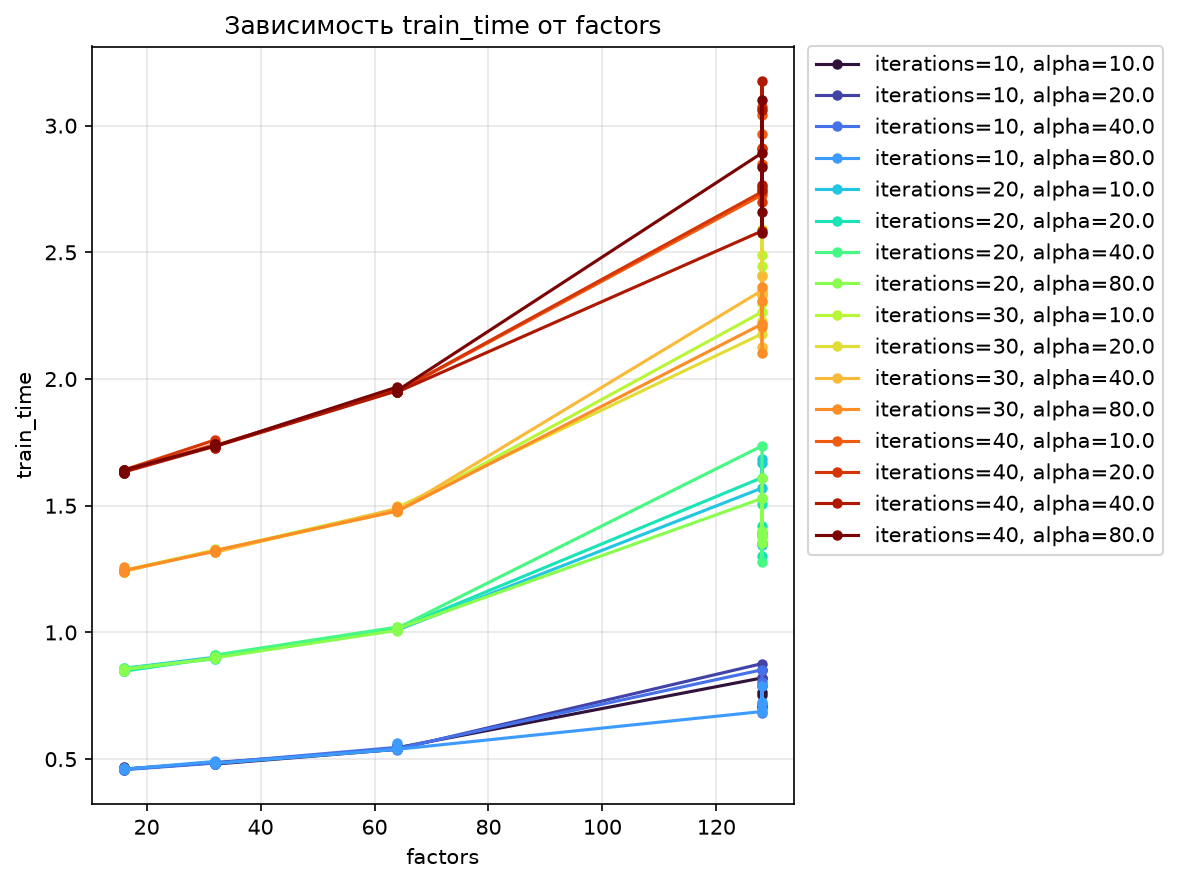 Зависимость train_time от factors
3.0
2.5
2.0
1.5
1.0
0.5
train_time
20
40
60
80
100
120
factors
iterations=10, alpha=10.0
iterations=10, alpha=20.0
iterations=10, alpha=40.0
iterations=10, alpha=80.0
iterations=20, alpha=10.0
iterations=20, alpha=20.0
iterations=20, alpha=40.0
iterations=20, alpha=80.0
iterations=30, alpha=10.0
iterations=30, alpha=20.0
iterations=30, alpha=40.0
iterations=30, alpha=80.0
iterations=40, alpha=10.0
iterations=40, alpha=20.0
iterations=40, alpha=40.0
iterations=40, alpha=80.0